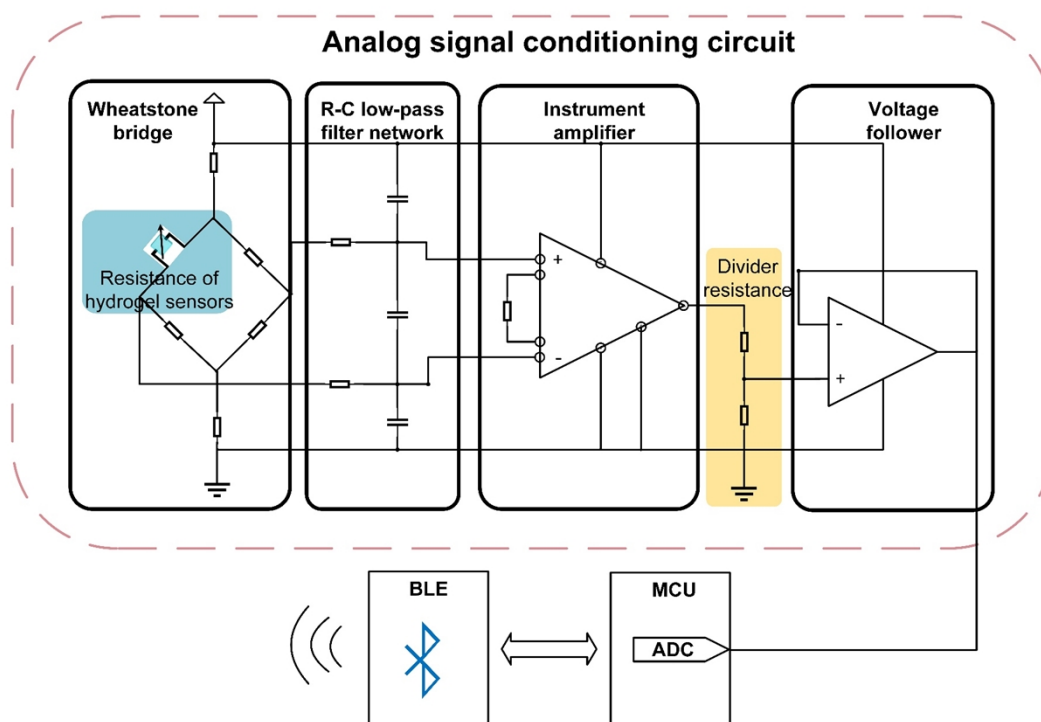 Analog signal conditioning circuit
Wheatstone
bridge
R-C low-pass
filter network
Instrument
amplifier
Voltage
follower
Resistance of
hydrogel sensors
Divider
resistance
+
-
-
+
BLE
MCU
ADC